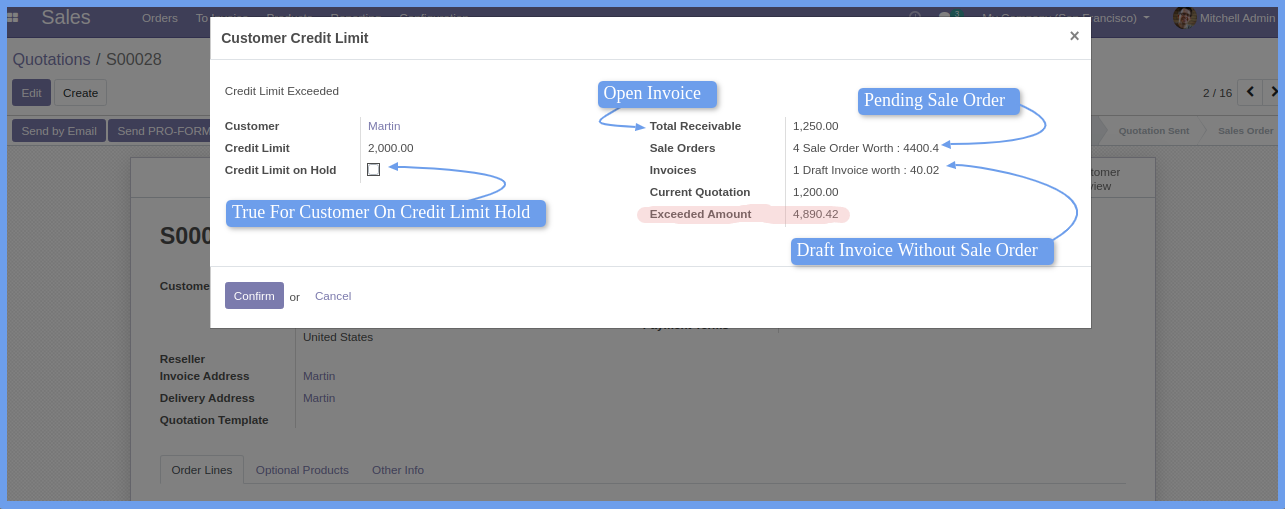 Sales
Orders To Invoice Products Reporting Configuration
3
My Company (San Francisco)
Mitchell Admin
Customer Credit Limit
×
Quotations / S00028
Edit
Create
2 / 16
Credit Limit Exceeded
Open Invoice
Pending Sale Order
Send by Email
Send PRO-FORM
Quotation Sent
Sales Order
Customer Martin
Credit Limit 2,000.00
Credit Limit on Hold
True For Customer On Credit Limit Hold
Total Receivable 1,250.00
Sale Orders 4 Sale Order Worth : 4400.4
Invoices 1 Draft Invoice worth : 40.02
Current Quotation 1,200.00
Exceeded Amount 4,890.42
Draft Invoice Without Sale Order
tomer
view
S000
Custome
Confirm or Cancel
Payment Terms
United States
Reseller
Invoice Address Martin
Delivery Address Martin
Quotation Template
Order Lines Optional Products Other Info